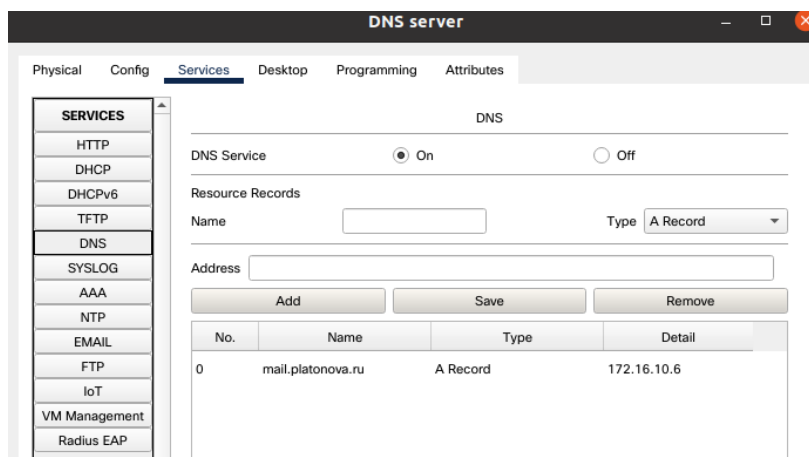 DNS server
Physical Config Services Desktop Programming Attributes
SERVICES
HTTP
DHCP
DHCPv6
TFTP
DNS
SYSLOG
AAA
NTP
EMAIL
FTP
IoT
VM Management
Radius EAP
DNS
DNS Service On Off
Resource Records
Name Type A Record
Address
Add Save Remove
No. Name Type Detail
0 mail.platonova.ru A Record 172.16.10.6